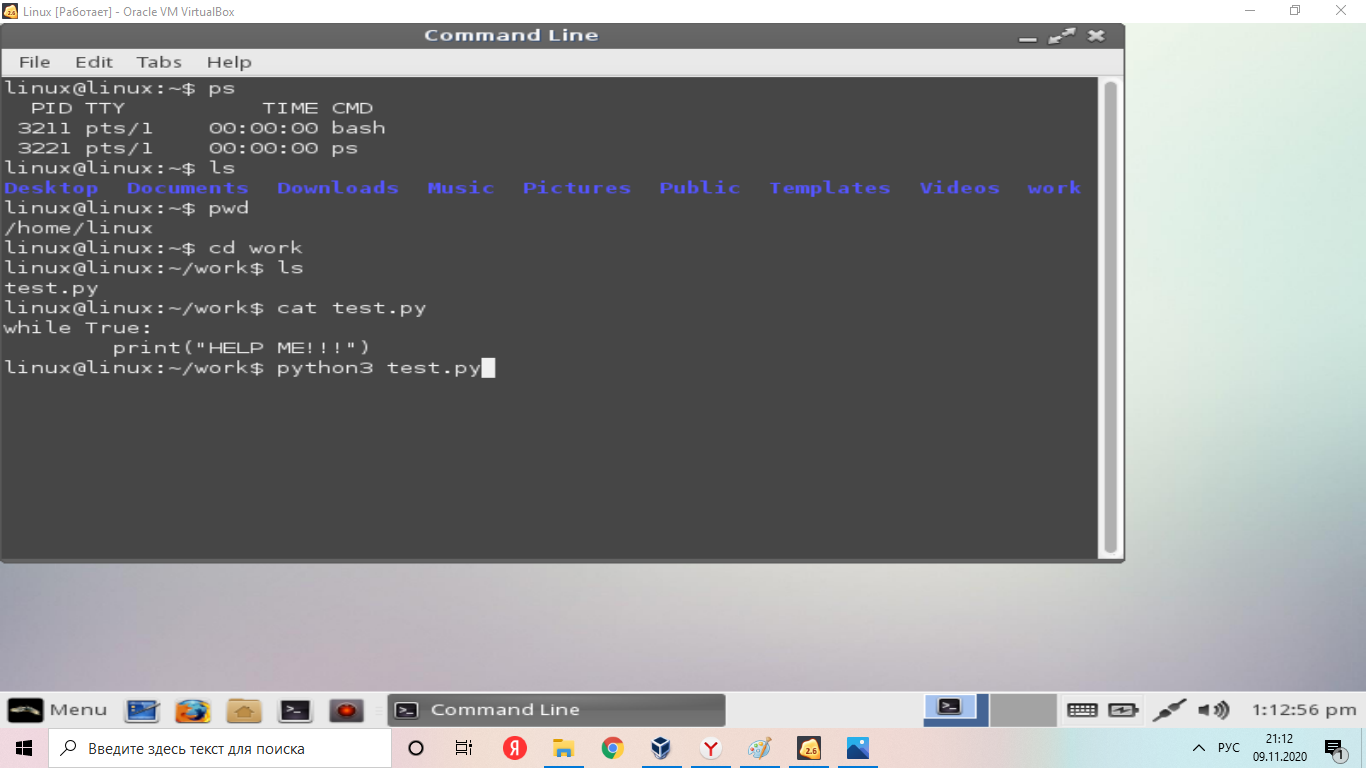 Linux [Работает] - Oracle VM VirtualBox
Command Line
File Edit Tabs Help
linux@linux:~$ ps
  PID TTY          TIME CMD
 3211 pts/1    00:00:00 bash
 3221 pts/1    00:00:00 ps
linux@linux:~$ ls
Desktop  Documents  Downloads  Music  Pictures  Public  Templates  Videos  work
linux@linux:~$ pwd
/home/linux
linux@linux:~$ cd work
linux@linux:~/work$ ls
test.py
linux@linux:~/work$ cat test.py
while True:
        print("HELP ME!!!")
linux@linux:~/work$ python3 test.py
Menu Command Line 1:12:56 pm
Введите здесь текст для поиска Я Y 2.6 РУС 21:12
09.11.2020 1